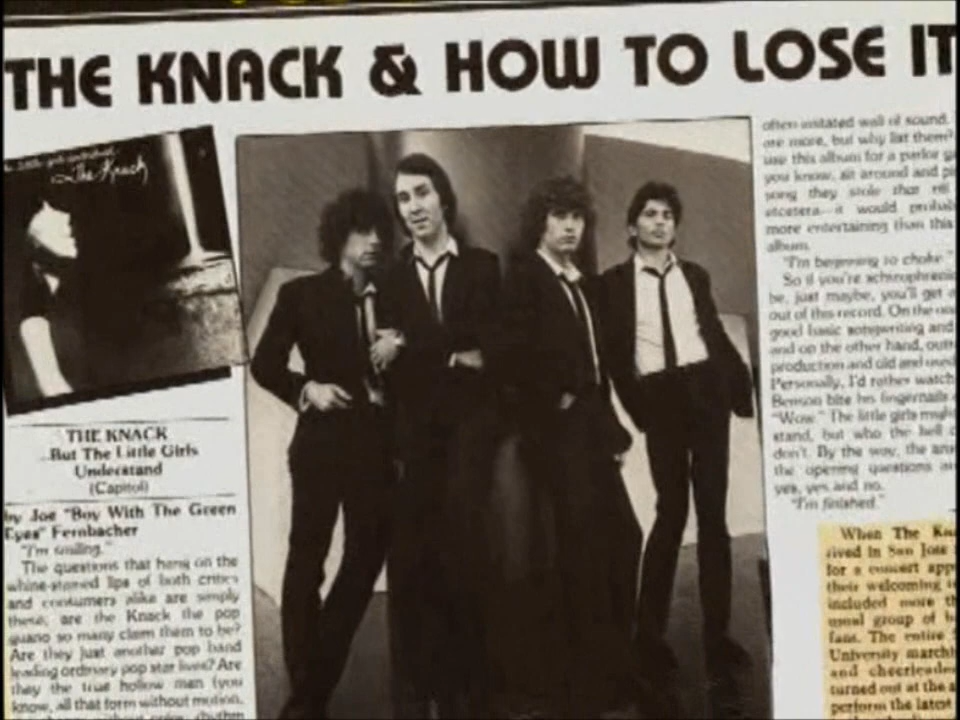 THE KNACK & HOW TO LOSE IT
The Knack
THE KNACK
...But The Little Girls
Understand
(Capitol)
by Joe "Boy With The Green
Eyes" Fernbacher
"I'm smiling."
The questions that hang on the
whine-stained lips of both critics
and consumers alike are simply
these, are the Knack the pop
guano so many claim them to be?
Are they just another pop band
leading ordinary pop star lives? Are
they the true hollow man (you
know, all that form without motion,
often imitated wall of sound.
are more, but why list them?
use this album for a parlor
you know, sit around and
song they stole that
etcetera—it would
more entertaining than this
album.
"I'm beginning to choke."
So if you're schizophrenic
be, just maybe, you'll get
out of this record. On the
good basic songwriting and
and on the other hand,
production and old and used
Personally, I'd rather watch
Benson bite his fingernails
"Wow." The little girls
stand, but who the hell
don't. By the way, the
the opening questions
yes, yes and no.
"I'm finished."
When The
rived in San Jose
for a concert
their welcoming
included more
usual group of
fans. The entire
University
and
turned out at the
perform the latest